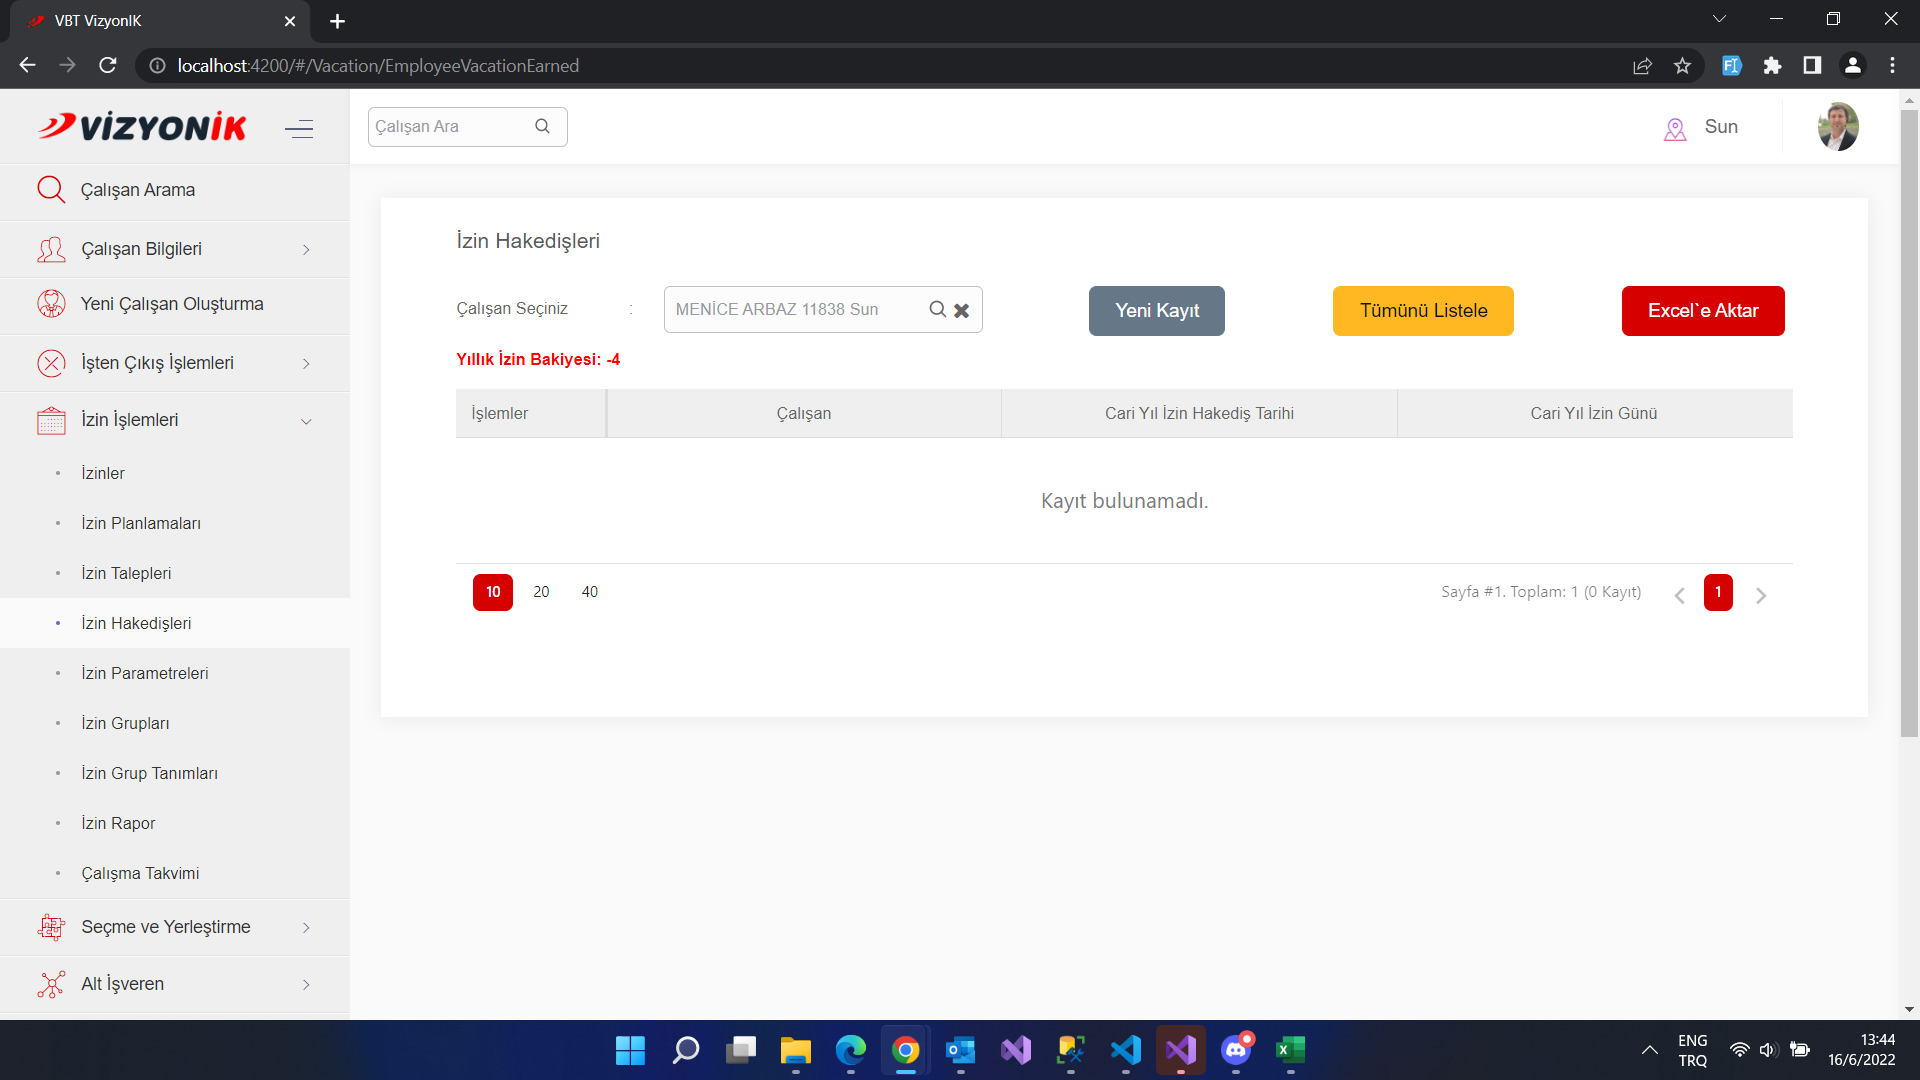 VBT VizyonIK
localhost:4200/#/Vacation/EmployeeVacationEarned
VİZYONİK
Çalışan Ara
Sun
Çalışan Arama
Çalışan Bilgileri
Yeni Çalışan Oluşturma
İşten Çıkış İşlemleri
İzin İşlemleri
İzinler
İzin Planlamaları
İzin Talepleri
İzin Hakedişleri
İzin Parametreleri
İzin Grupları
İzin Grup Tanımları
İzin Rapor
Çalışma Takvimi
Seçme ve Yerleştirme
Alt İşveren
İzin Hakedişleri
Çalışan Seçiniz :
MENİCE ARBAZ 11838 Sun
Yeni Kayıt
Tümünü Listele
Excel`e Aktar
Yıllık İzin Bakiyesi: -4
İşlemler Çalışan Cari Yıl İzin Hakediş Tarihi Cari Yıl İzin Günü
Kayıt bulunamadı.
10 20 40
Sayfa #1. Toplam: 1 (0 Kayıt)
1
ENG
TRQ
13:44
16/6/2022